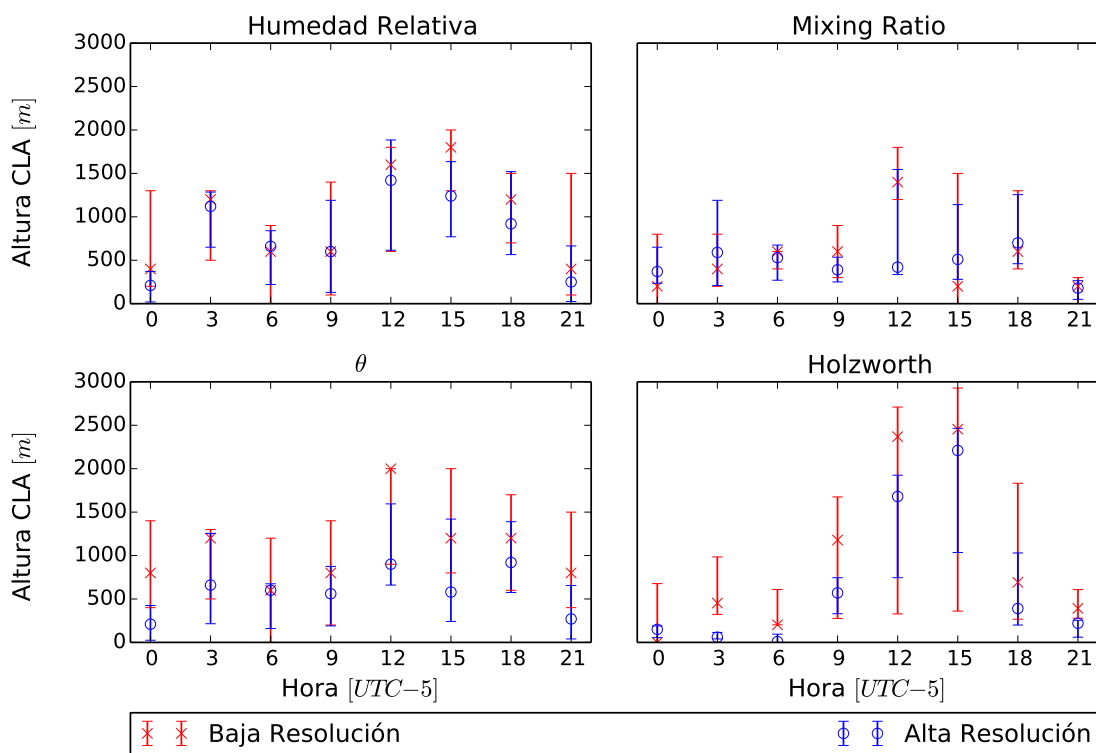 Humedad Relativa
Mixing Ratio
Altura CLA [m]
3000
2500
2000
1500
1000
500
0
0 3 6 9 12 15 18 21
0 3 6 9 12 15 18 21
θ
Holzworth
Altura CLA [m]
3000
2500
2000
1500
1000
500
0
0 3 6 9 12 15 18 21
0 3 6 9 12 15 18 21
Hora [UTC−5]
Hora [UTC−5]
Baja Resolución
Alta Resolución